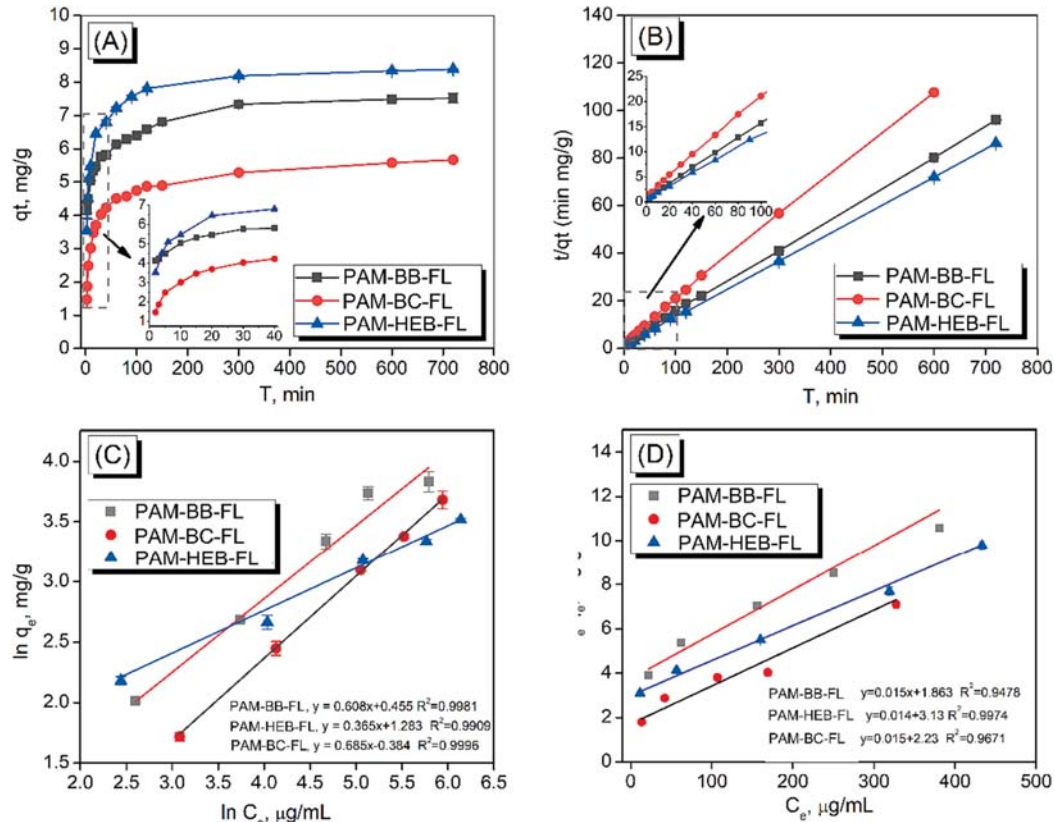 (A)
qt, mg/g
10
9
8
7
6
5
4
3
2
1
0
7
6
5
4
3
2
1
0 10 20 30 40
PAM-BB-FL
PAM-BC-FL
PAM-HEB-FL
0 100 200 300 400 500 600 700 800
T, min
(B)
t/qt (min mg/g)
140
120
100
80
60
40
20
0
25
20
15
10
5
0
0 20 40 60 80 100
PAM-BB-FL
PAM-BC-FL
PAM-HEB-FL
0 100 200 300 400 500 600 700 800
T, min
(C)
ln qe, mg/g
4.0
3.5
3.0
2.5
2.0
1.5
PAM-BB-FL
PAM-BC-FL
PAM-HEB-FL
PAM-BB-FL, y = 0.608x+0.455 R²=0.9981
PAM-HEB-FL, y = 0.365x+1.283 R²=0.9909
PAM-BC-FL, y = 0.685x-0.384 R²=0.9996
2.0 2.5 3.0 3.5 4.0 4.5 5.0 5.5 6.0 6.5
ln Ce, µg/mL
(D)
14
12
10
8
6
4
2
0
PAM-BB-FL
PAM-BC-FL
PAM-HEB-FL
PAM-BB-FL y=0.015x+1.863 R²=0.9478
PAM-HEB-FL y=0.014+3.13 R²=0.9974
PAM-BC-FL y=0.015+2.23 R²=0.9671
0 100 200 300 400 500
Ce, µg/mL